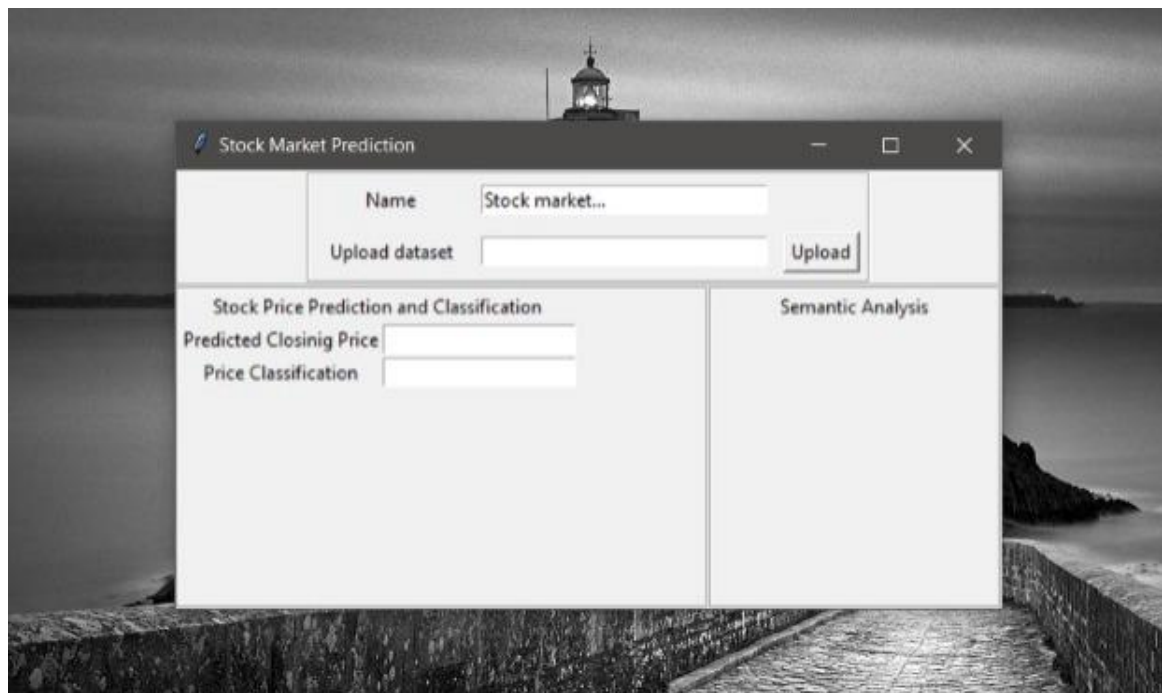 Stock Market Prediction
Name Stock market...
Upload dataset Upload
Stock Price Prediction and Classification
Semantic Analysis
Predicted Closinig Price
Price Classification